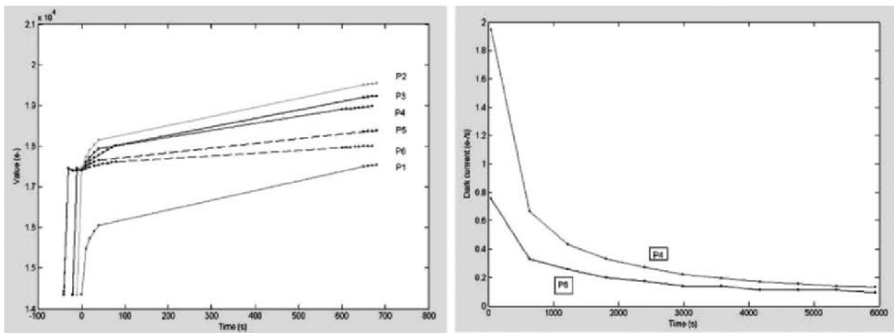 x 10⁴
2.1
21
1.9
1.8
1.7
1.6
1.5
1.4
Value (e-)
-100 0 100 200 300 400 500 600 700 800
Time (s)
P2
P3
P4
P5
P6
P1
2
1.8
1.6
1.4
1.2
1
0.8
0.6
0.4
0.2
0
Dark current (e-/s)
0 1000 2000 3000 4000 5000 6000
Time (s)
P4
P6